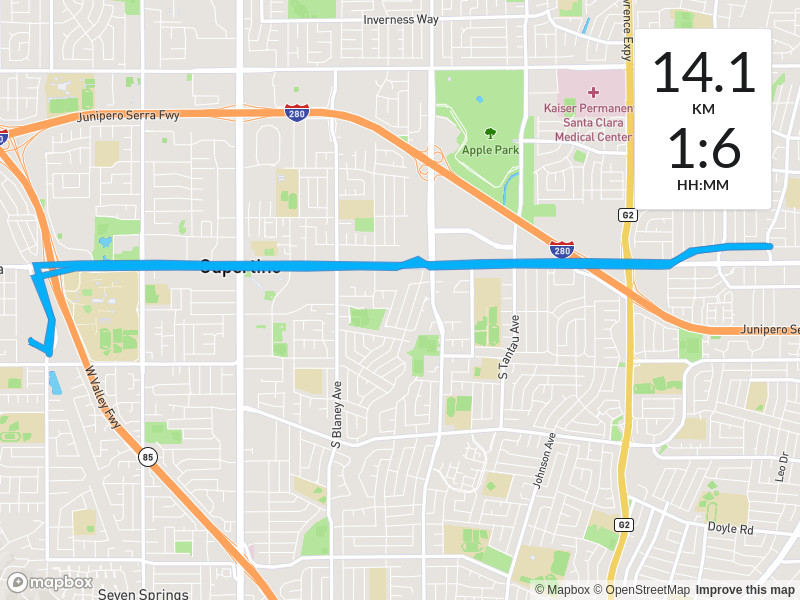 Inverness Way
wrence Expy
14.1
KM
1:6
HH:MM
Junipero Serra Fwy
280
Kaiser Permanen
Santa Clara
Medical Center
Apple Park
G2
280
Cupertino
a
Junipero Se
S Tantau Ave
W Valley Fwy
S Blaney Ave
85
Johnson Ave
Leo Dr
G2
Doyle Rd
mapbox
Seven Springs
© Mapbox © OpenStreetMap Improve this map